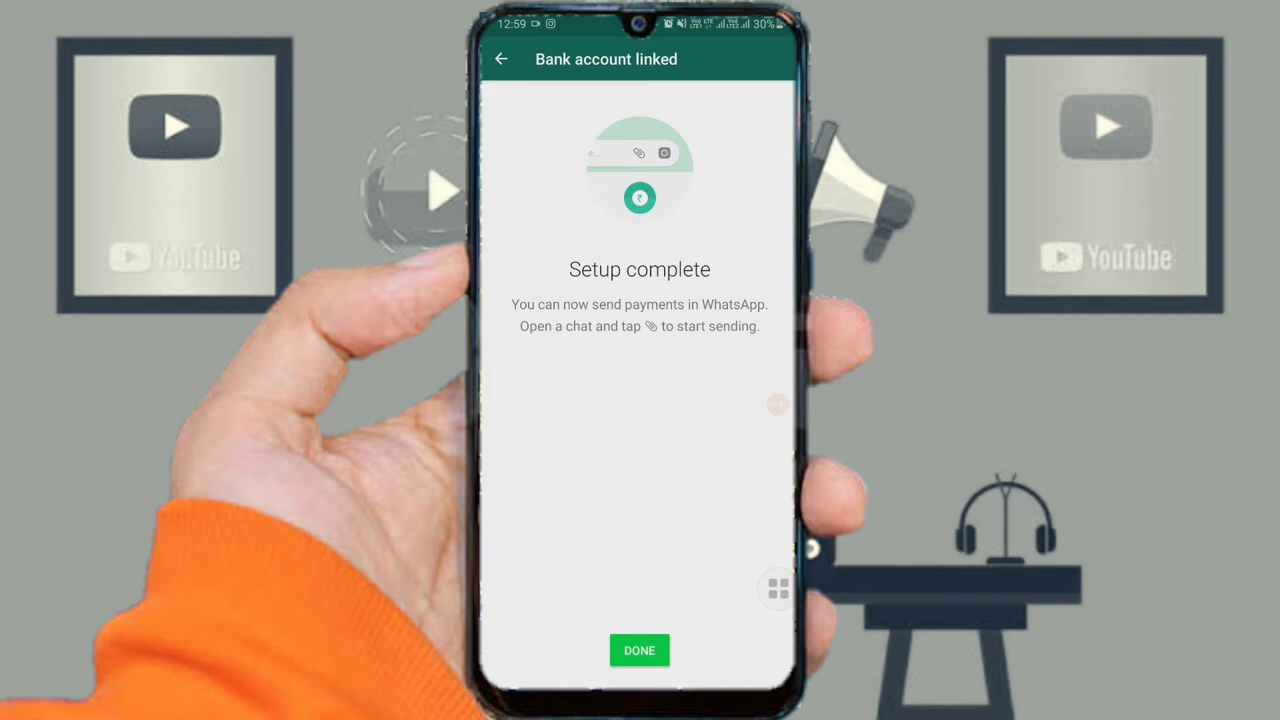 12:59
30%
Bank account linked
Setup complete
You can now send payments in WhatsApp.
Open a chat and tap to start sending.
DONE
YouTube
YouTube